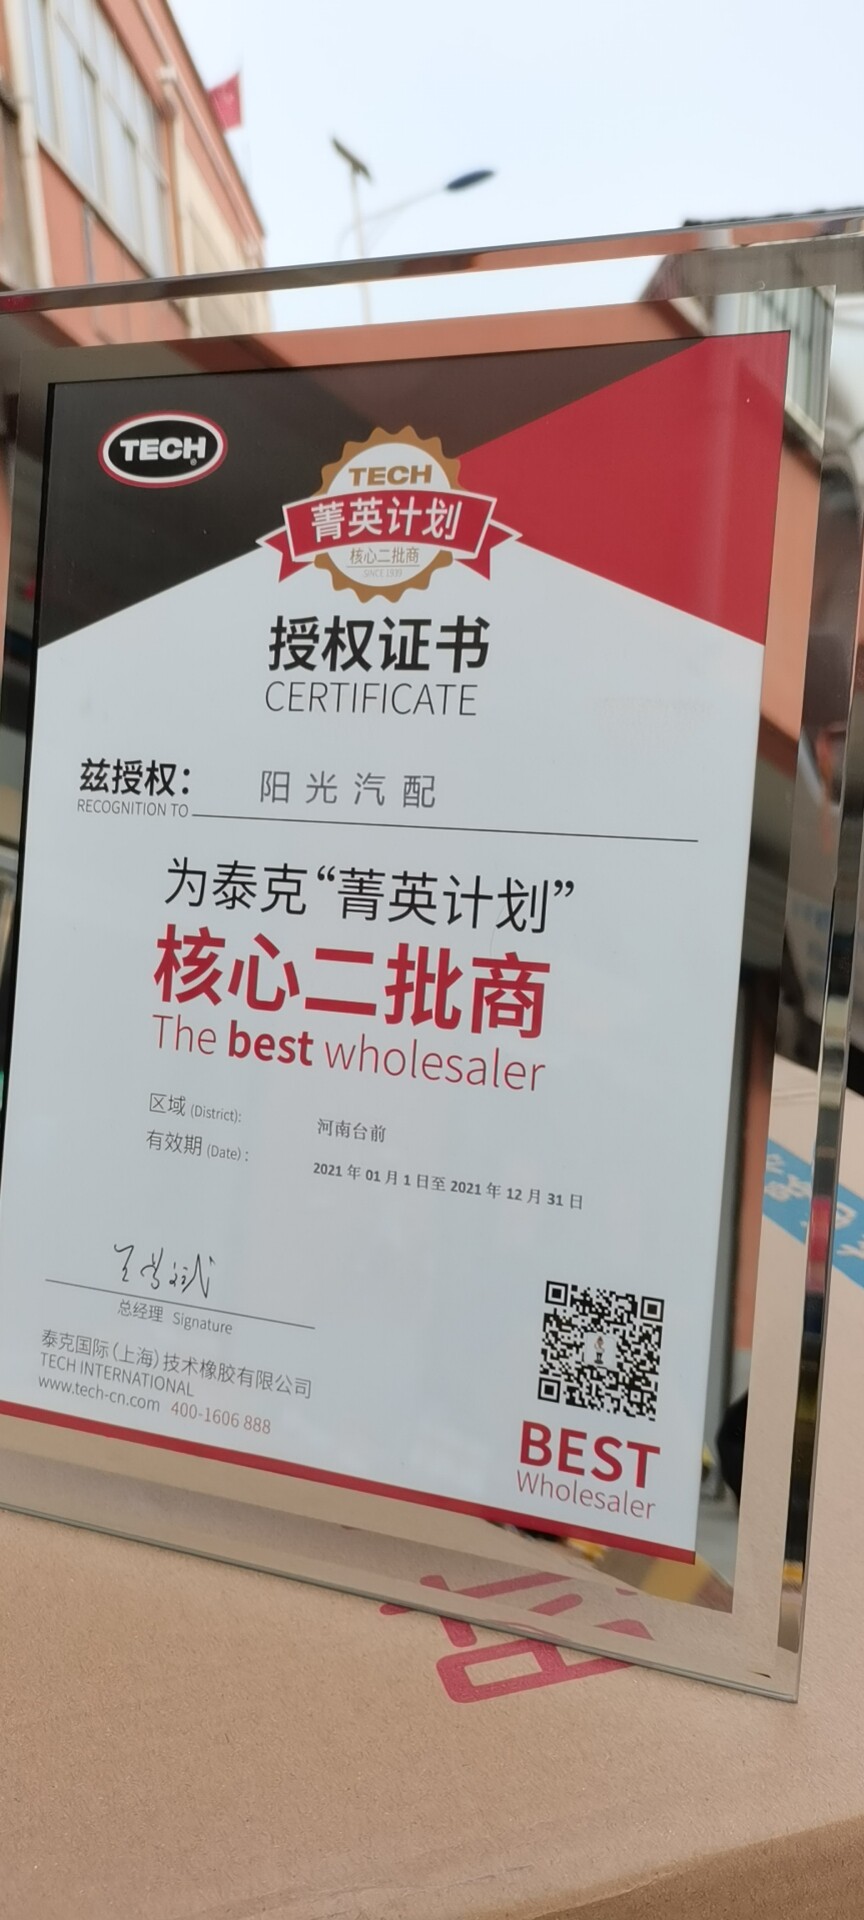 TECH
TECH
菁英计划
核心二批商
SINCE 1939
授权证书
CERTIFICATE
兹授权： 阳光汽配
RECOGNITION TO
为泰克“菁英计划”
核心二批商
The best wholesaler
区域 (District): 河南台前
有效期 (Date): 2021年01月1日至2021年12月31日
总经理 Signature
泰克国际(上海)技术橡胶有限公司
TECH INTERNATIONAL
www.tech-cn.com 400-1606 888
BEST
Wholesaler